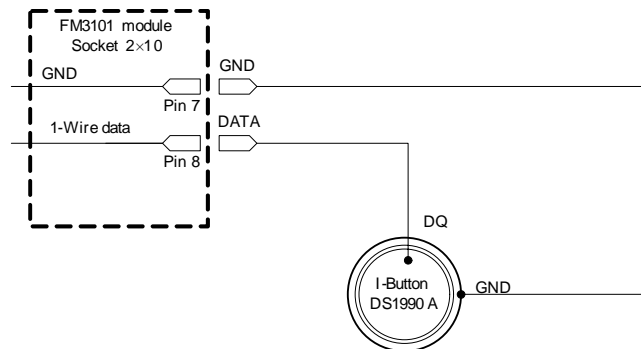 FM3101 module
Socket 2×10
GND
GND
Pin 7
1-Wire data
DATA
Pin 8
DQ
I-Button
DS1990 A
GND